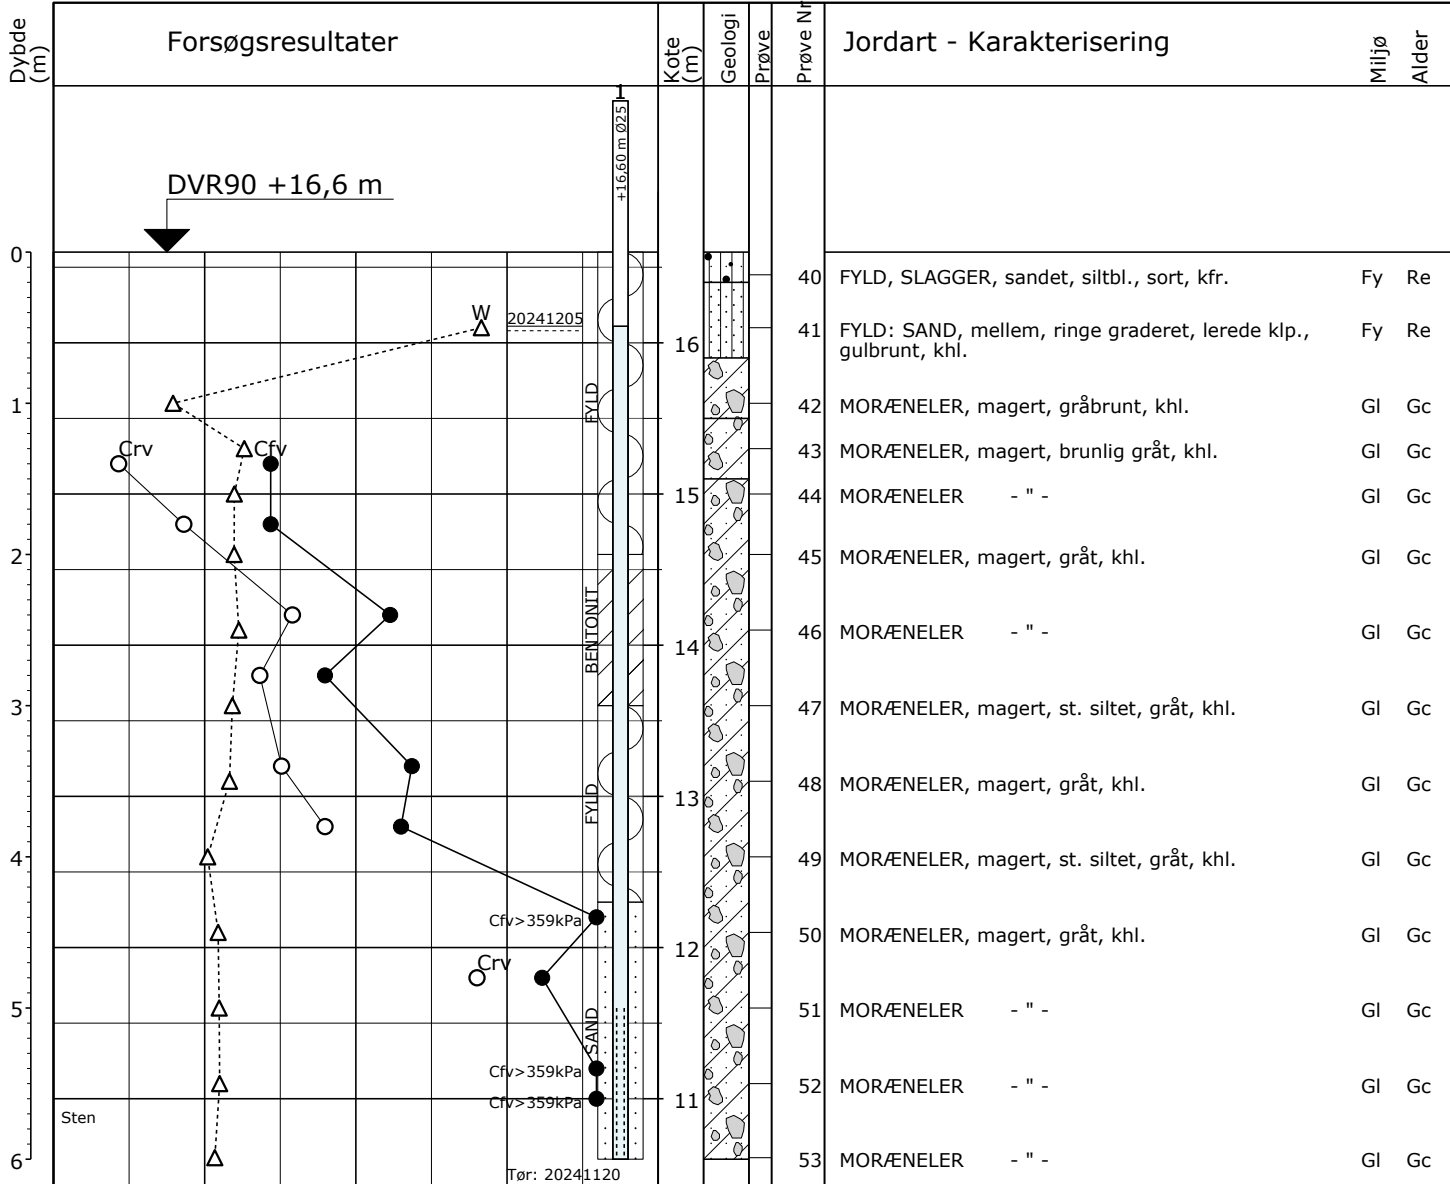 Dybde (m)
Forsøgsresultater
Kote (m)
Geologi
Prøve
Prøve Nr
Jordart - Karakterisering
Miljø
Alder
1
+16,60 m Ø25
DVR90 +16,6 m
0
40 FYLD, SLAGGER, sandet, siltbl., sort, kfr. Fy Re
W
20241205
16
41 FYLD: SAND, mellem, ringe graderet, lerede klp., Fy Re
gulbrunt, khl.
FYLD
1
42 MORÆNELER, magert, gråbrunt, khl. Gl Gc
Crv
Cfv
43 MORÆNELER, magert, brunlig gråt, khl. Gl Gc
15
44 MORÆNELER - " - Gl Gc
2
45 MORÆNELER, magert, gråt, khl. Gl Gc
BENTONIT
46 MORÆNELER - " - Gl Gc
14
3
47 MORÆNELER, magert, st. siltet, gråt, khl. Gl Gc
FYLD
48 MORÆNELER, magert, gråt, khl. Gl Gc
13
4
49 MORÆNELER, magert, st. siltet, gråt, khl. Gl Gc
Cfv>359kPa
50 MORÆNELER, magert, gråt, khl. Gl Gc
12
Crv
5
51 MORÆNELER - " - Gl Gc
SAND
Cfv>359kPa
52 MORÆNELER - " - Gl Gc
Cfv>359kPa
11
Sten
6
53 MORÆNELER - " - Gl Gc
Tør: 20241120